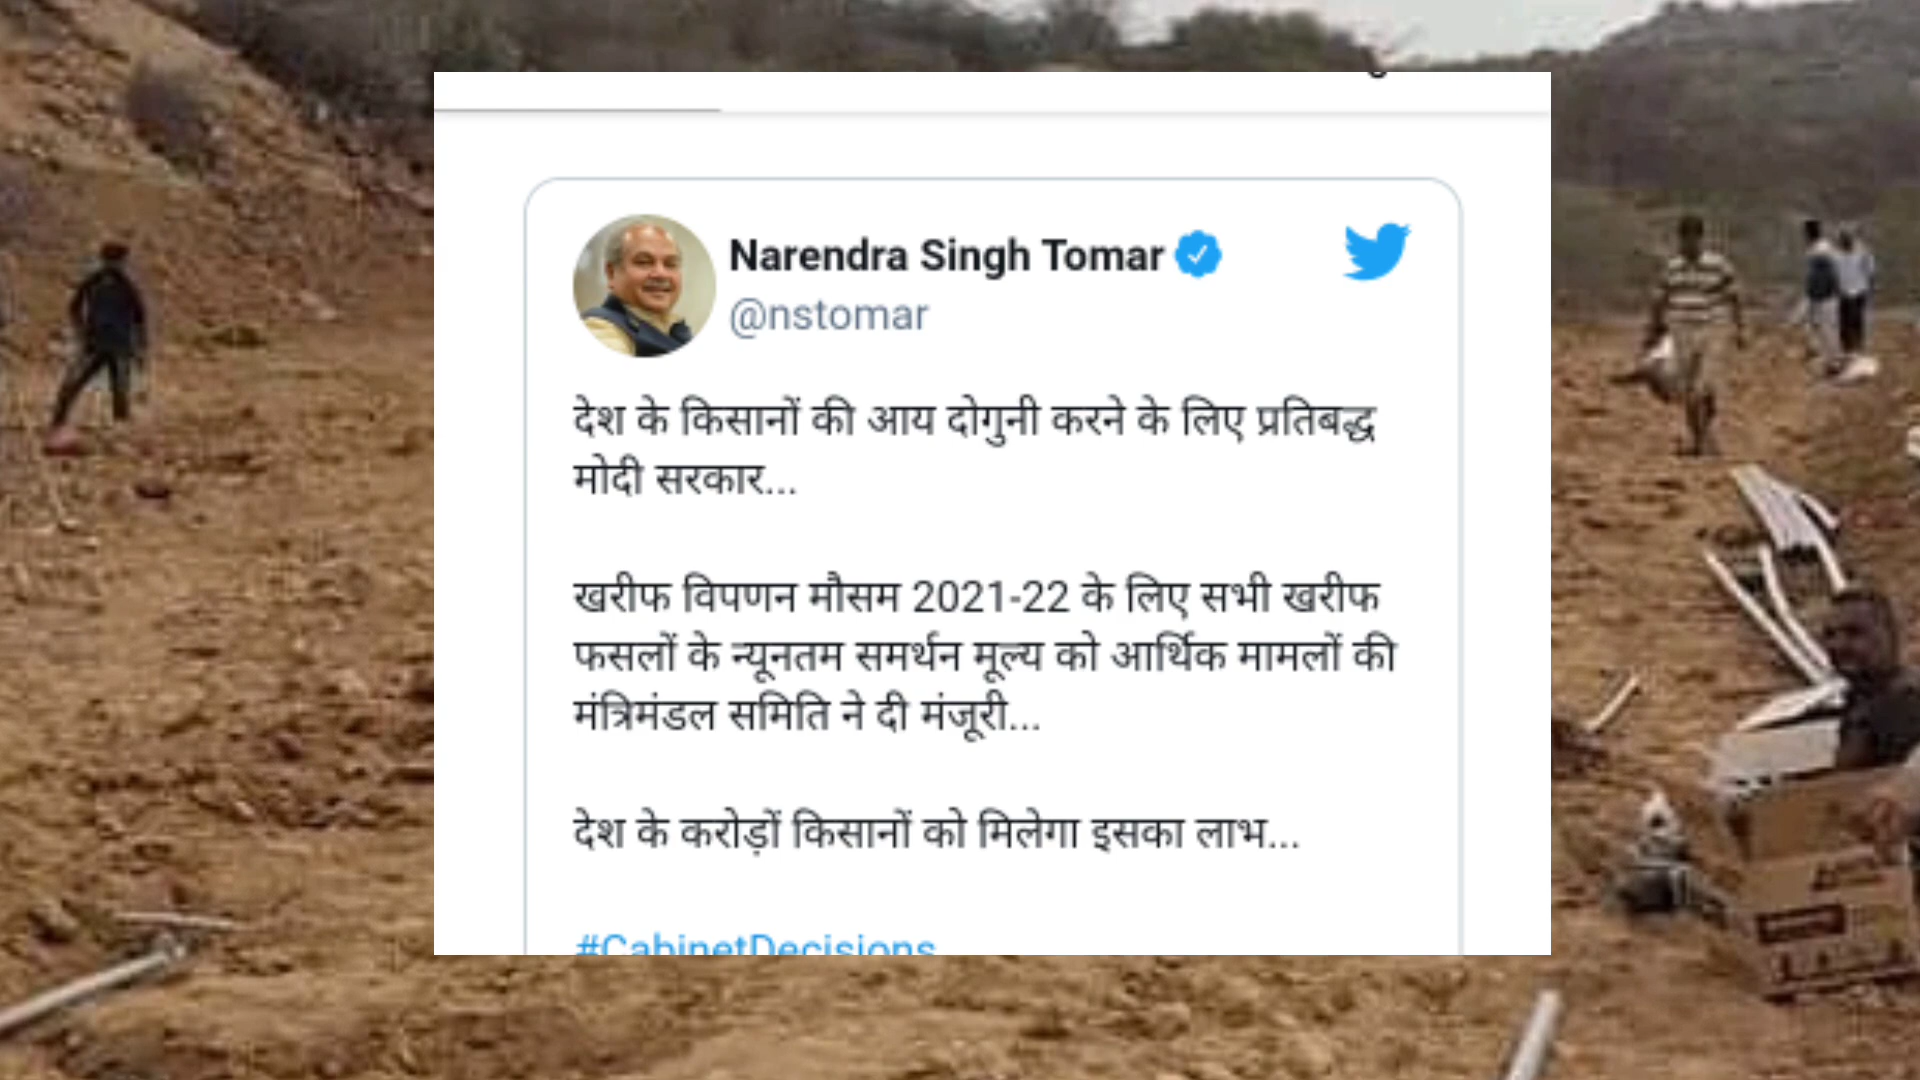 Narendra Singh Tomar
@nstomar
देश के किसानों की आय दोगुनी करने के लिए प्रतिबद्ध
मोदी सरकार...
खरीफ विपणन मौसम 2021-22 के लिए सभी खरीफ
फसलों के न्यूनतम समर्थन मूल्य को आर्थिक मामलों की
मंत्रिमंडल समिति ने दी मंजूरी...
देश के करोड़ों किसानों को मिलेगा इसका लाभ...
#CabinetDecisions